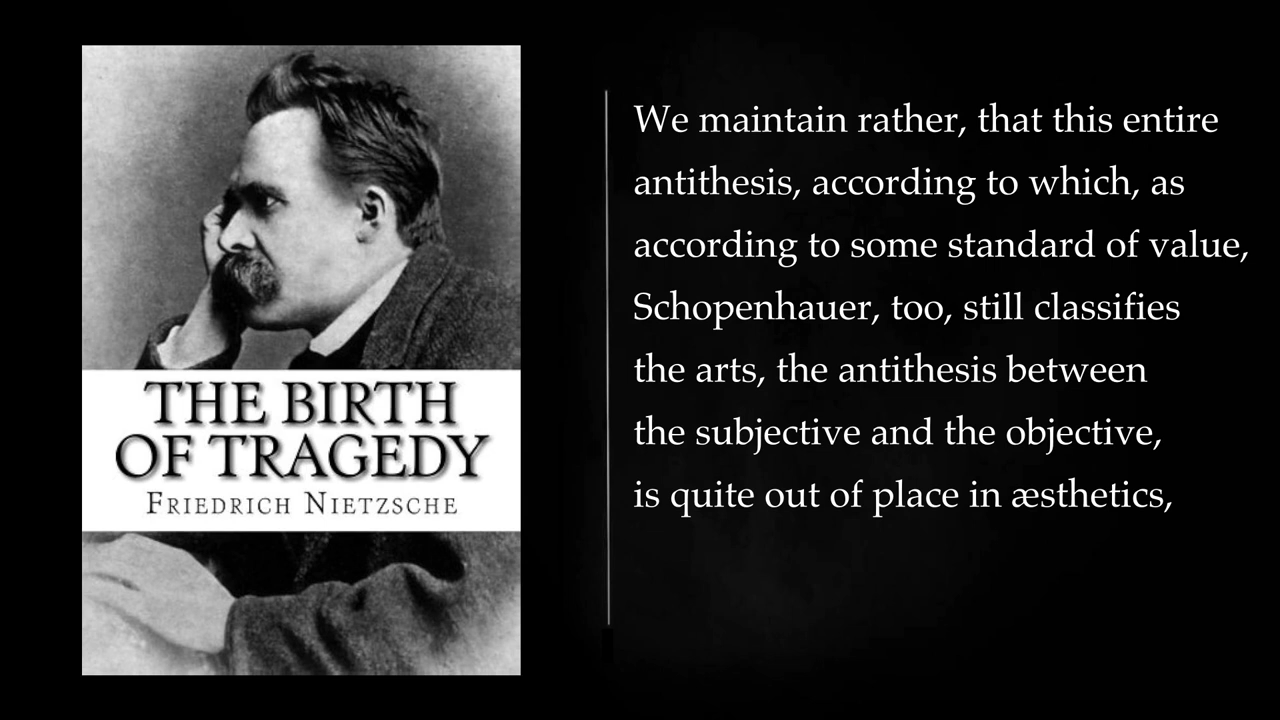 THE BIRTH
OF TRAGEDY
FRIEDRICH NIETZSCHE
We maintain rather, that this entire
antithesis, according to which, as
according to some standard of value,
Schopenhauer, too, still classifies
the arts, the antithesis between
the subjective and the objective,
is quite out of place in æsthetics,